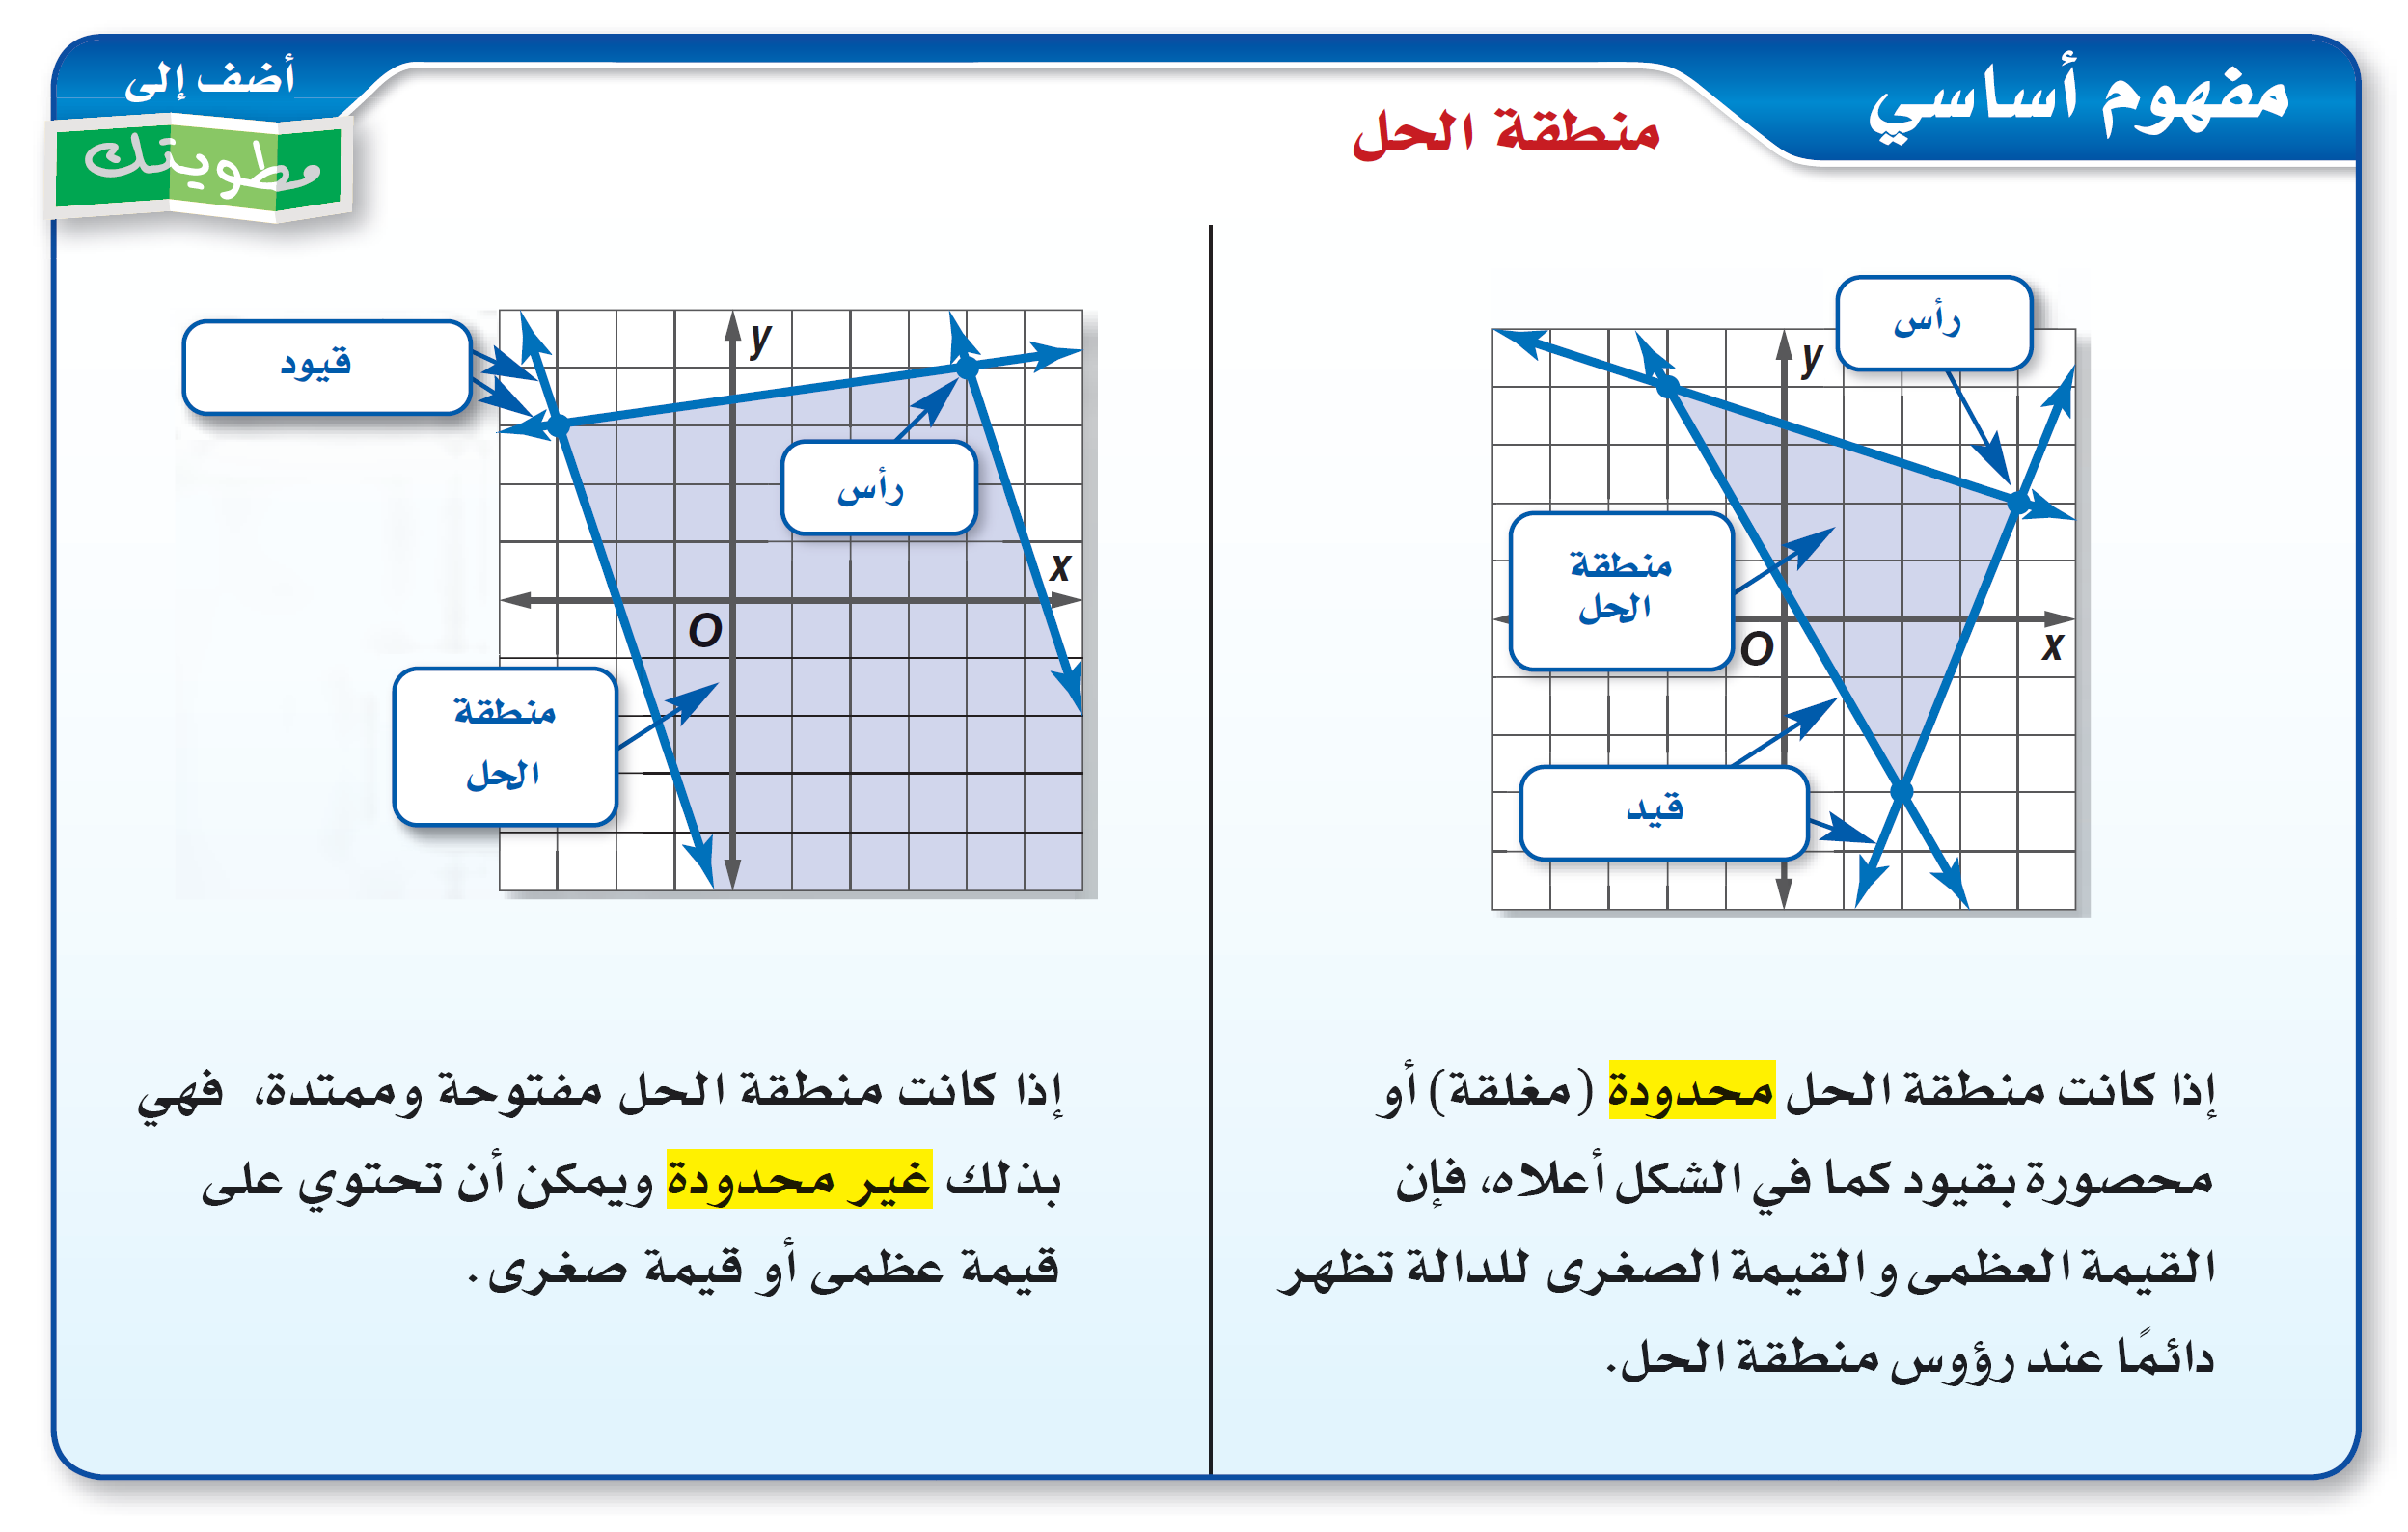 مفهوم أساسي
منطقة الحل
أضف إلى
مطويتك
رأس
y
منطقة
الحل
O
x
قيد
إذا كانت منطقة الحل محدودة (مغلقة) أو
محصورة بقيود كما في الشكل أعلاه، فإن
القيمة العظمى والقيمة الصغرى للدالة تظهر
دائمًا عند رؤوس منطقة الحل.
قيود
y
رأس
x
O
منطقة
الحل
إذا كانت منطقة الحل مفتوحة وممتدة، فهي
بذلك غير محدودة ويمكن أن تحتوي على
قيمة عظمى أو قيمة صغرى.